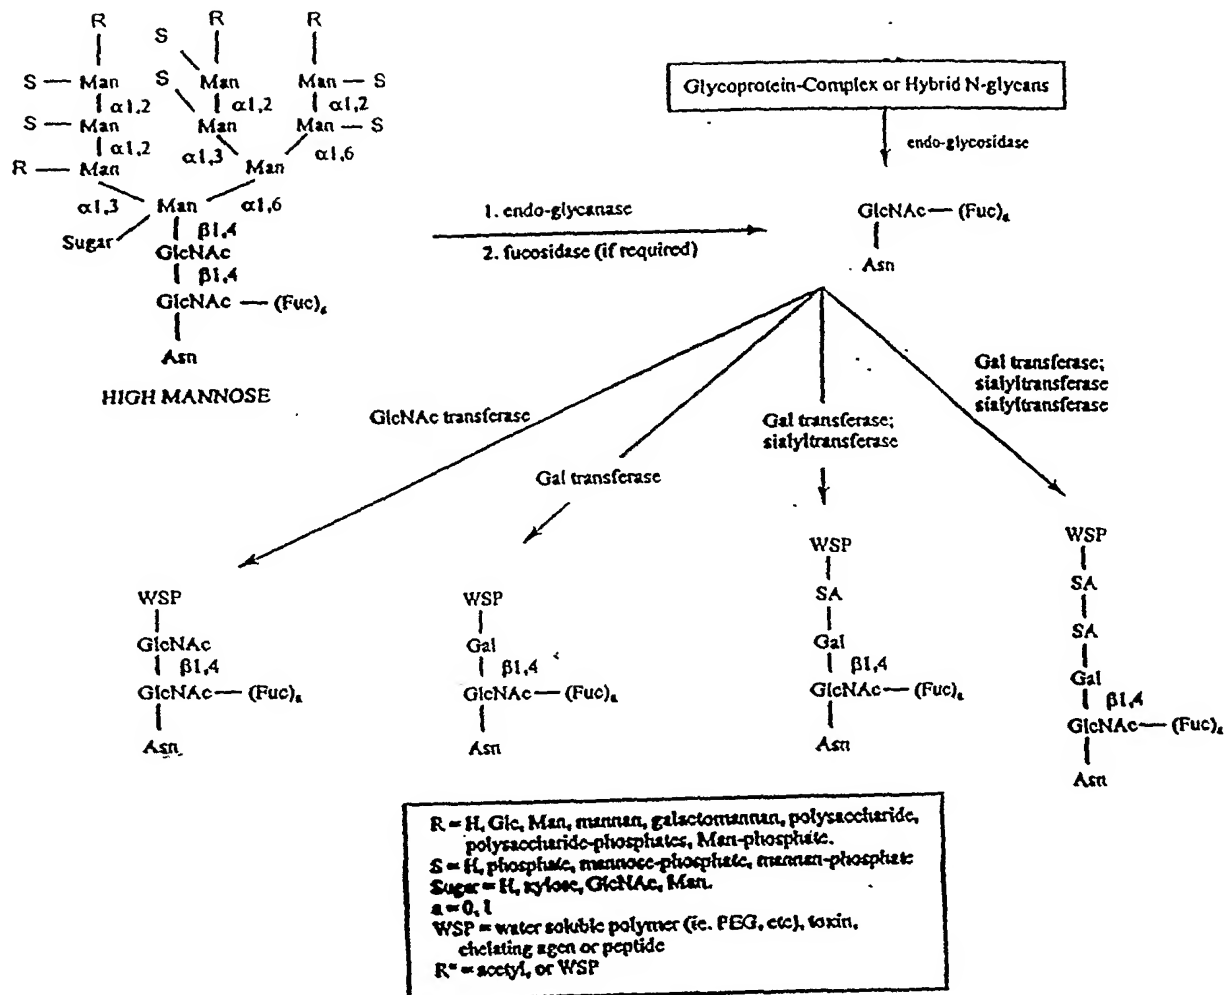 R
S
R
R
S — Man
S
Man
Man — S
α1,2
α1,2
α1,2
S — Man
Man
Man — S
α1,2
α1,3
α1,6
R — Man
Man
α1,3
Man
α1,6
Sugar
β1,4
GlcNAc
β1,4
GlcNAc — (Fuc)a
Asn
HIGH MANNOSE
1. endo-glycanase
2. fucosidase (if required)
Glycoprotein-Complex or Hybrid N-glycans
endo-glycosidase
GlcNAc — (Fuc)a
Asn
GlcNAc transferase
Gal transferase
Gal transferase;
sialyltransferase
Gal transferase;
sialyltransferase
sialyltransferase
WSP
GlcNAc
β1,4
GlcNAc — (Fuc)a
Asn
WSP
Gal
β1,4
GlcNAc — (Fuc)a
Asn
WSP
SA
Gal
β1,4
GlcNAc — (Fuc)a
Asn
WSP
SA
SA
Gal
β1,4
GlcNAc — (Fuc)a
Asn
R = H, Glc, Man, mannan, galactomannan, polysaccharide,
polysaccharide-phosphates, Man-phosphate.
S = H, phosphate, mannose-phosphate, mannan-phosphate
Sugar = H, xylose, GlcNAc, Man.
a = 0, 1
WSP = water soluble polymer (ie. PEG, etc), toxin,
chelating agen or peptide
R* = acetyl, or WSP